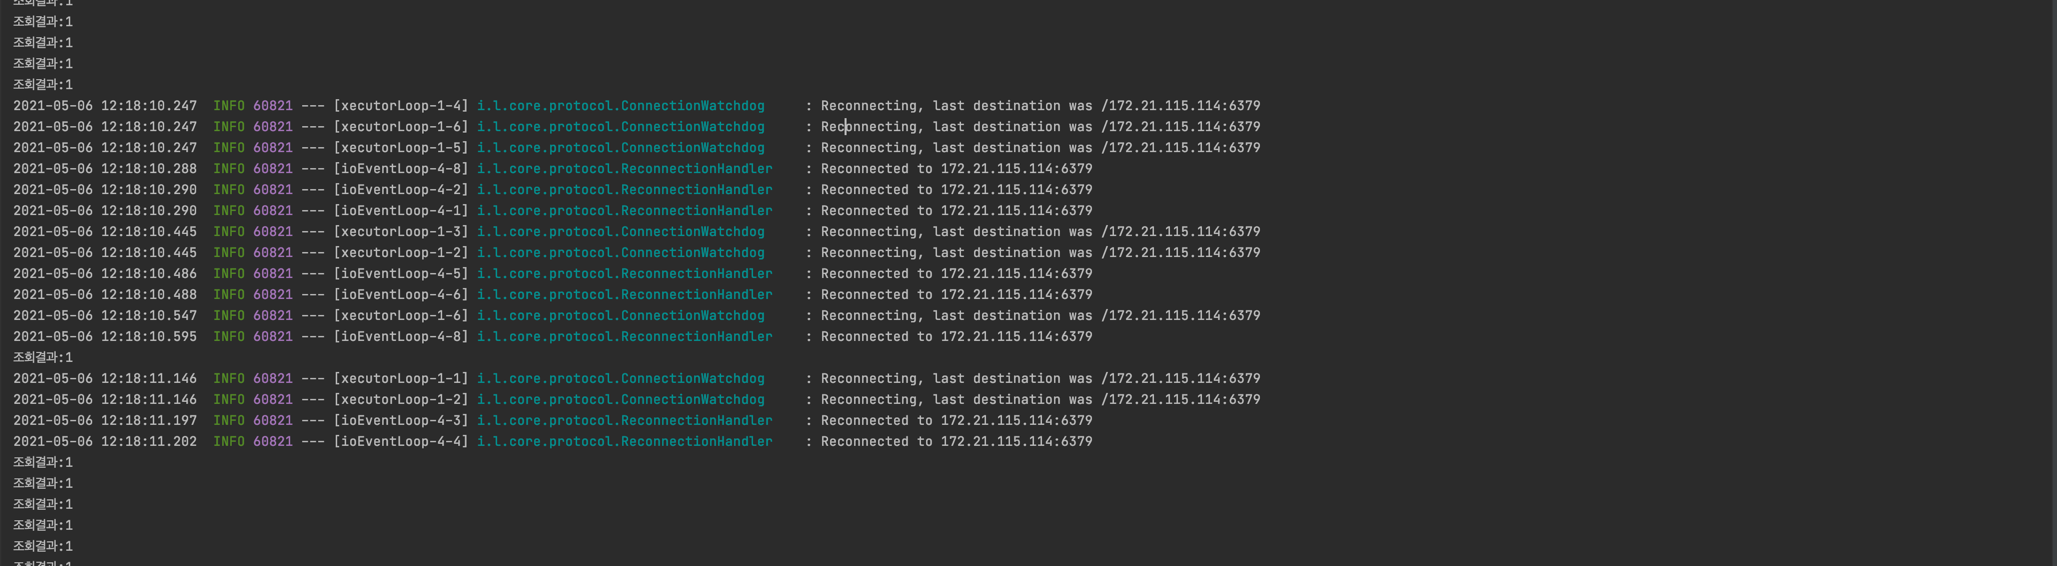 조회결과:1
조회결과:1
조회결과:1
조회결과:1
조회결과:1
2021-05-06 12:18:10.247  INFO 60821 --- [xecutorLoop-1-4] i.l.core.protocol.ConnectionWatchdog     : Reconnecting, last destination was /172.21.115.114:6379
2021-05-06 12:18:10.247  INFO 60821 --- [xecutorLoop-1-6] i.l.core.protocol.ConnectionWatchdog     : Reconnecting, last destination was /172.21.115.114:6379
2021-05-06 12:18:10.247  INFO 60821 --- [xecutorLoop-1-5] i.l.core.protocol.ConnectionWatchdog     : Reconnecting, last destination was /172.21.115.114:6379
2021-05-06 12:18:10.288  INFO 60821 --- [ioEventLoop-4-8] i.l.core.protocol.ReconnectionHandler    : Reconnected to 172.21.115.114:6379
2021-05-06 12:18:10.290  INFO 60821 --- [ioEventLoop-4-2] i.l.core.protocol.ReconnectionHandler    : Reconnected to 172.21.115.114:6379
2021-05-06 12:18:10.290  INFO 60821 --- [ioEventLoop-4-1] i.l.core.protocol.ReconnectionHandler    : Reconnected to 172.21.115.114:6379
2021-05-06 12:18:10.445  INFO 60821 --- [xecutorLoop-1-3] i.l.core.protocol.ConnectionWatchdog     : Reconnecting, last destination was /172.21.115.114:6379
2021-05-06 12:18:10.445  INFO 60821 --- [xecutorLoop-1-2] i.l.core.protocol.ConnectionWatchdog     : Reconnecting, last destination was /172.21.115.114:6379
2021-05-06 12:18:10.486  INFO 60821 --- [ioEventLoop-4-5] i.l.core.protocol.ReconnectionHandler    : Reconnected to 172.21.115.114:6379
2021-05-06 12:18:10.488  INFO 60821 --- [ioEventLoop-4-6] i.l.core.protocol.ReconnectionHandler    : Reconnected to 172.21.115.114:6379
2021-05-06 12:18:10.547  INFO 60821 --- [xecutorLoop-1-6] i.l.core.protocol.ConnectionWatchdog     : Reconnecting, last destination was /172.21.115.114:6379
2021-05-06 12:18:10.595  INFO 60821 --- [ioEventLoop-4-8] i.l.core.protocol.ReconnectionHandler    : Reconnected to 172.21.115.114:6379
조회결과:1
2021-05-06 12:18:11.146  INFO 60821 --- [xecutorLoop-1-1] i.l.core.protocol.ConnectionWatchdog     : Reconnecting, last destination was /172.21.115.114:6379
2021-05-06 12:18:11.146  INFO 60821 --- [xecutorLoop-1-2] i.l.core.protocol.ConnectionWatchdog     : Reconnecting, last destination was /172.21.115.114:6379
2021-05-06 12:18:11.197  INFO 60821 --- [ioEventLoop-4-3] i.l.core.protocol.ReconnectionHandler    : Reconnected to 172.21.115.114:6379
2021-05-06 12:18:11.202  INFO 60821 --- [ioEventLoop-4-4] i.l.core.protocol.ReconnectionHandler    : Reconnected to 172.21.115.114:6379
조회결과:1
조회결과:1
조회결과:1
조회결과:1
조회결과:1